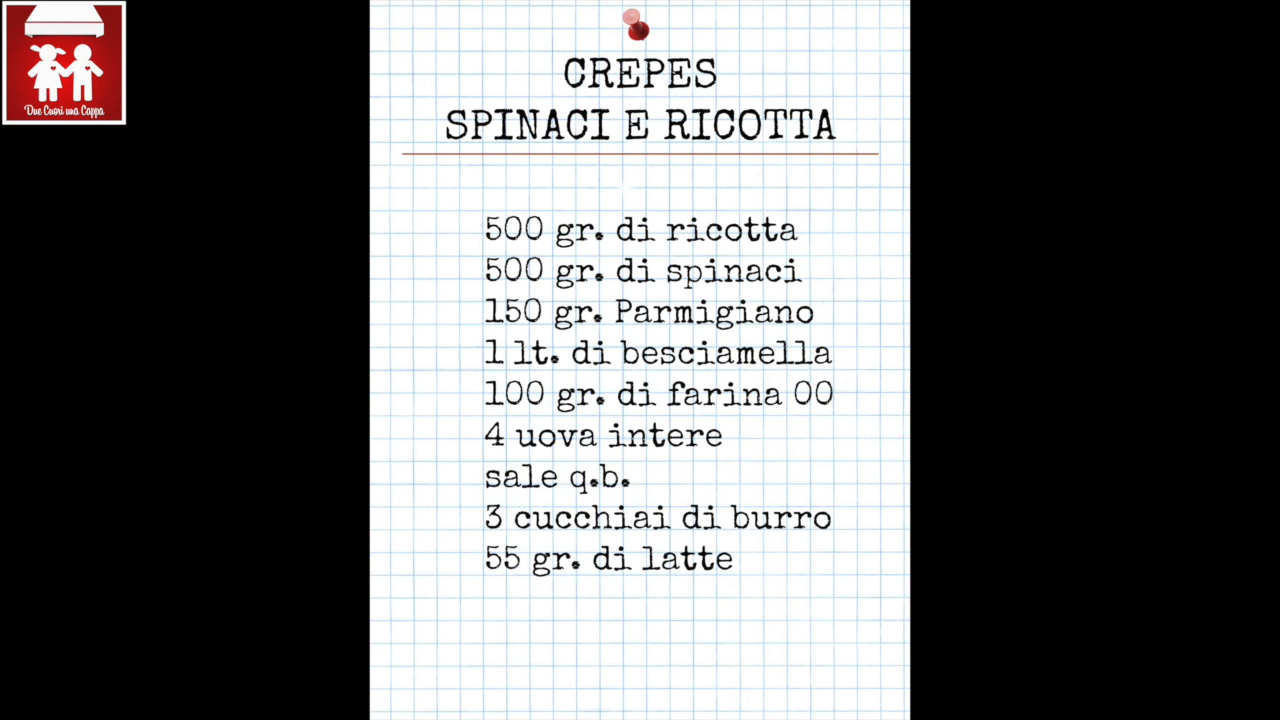 Due Cuori una Cappa
CREPES
SPINACI E RICOTTA
500 gr. di ricotta
500 gr. di spinaci
150 gr. Parmigiano
1 lt. di besciamella
100 gr. di farina 00
4 uova intere
sale q.b.
3 cucchiai di burro
55 gr. di latte